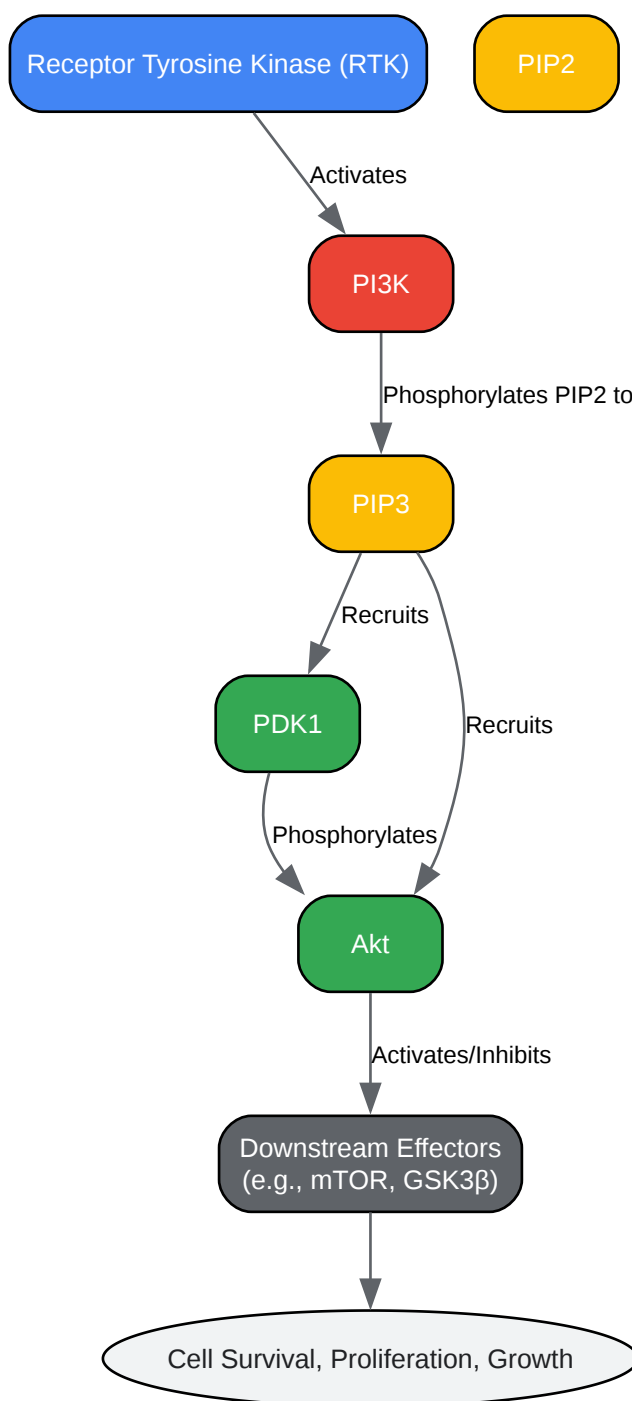 Receptor Tyrosine Kinase (RTK)
PIP2
Activates
PI3K
Phosphorylates PIP2 to
PIP3
Recruits
PDK1
Recruits
Phosphorylates
Akt
Activates/Inhibits
Downstream Effectors
(e.g., mTOR, GSK3β)
Cell Survival, Proliferation, Growth